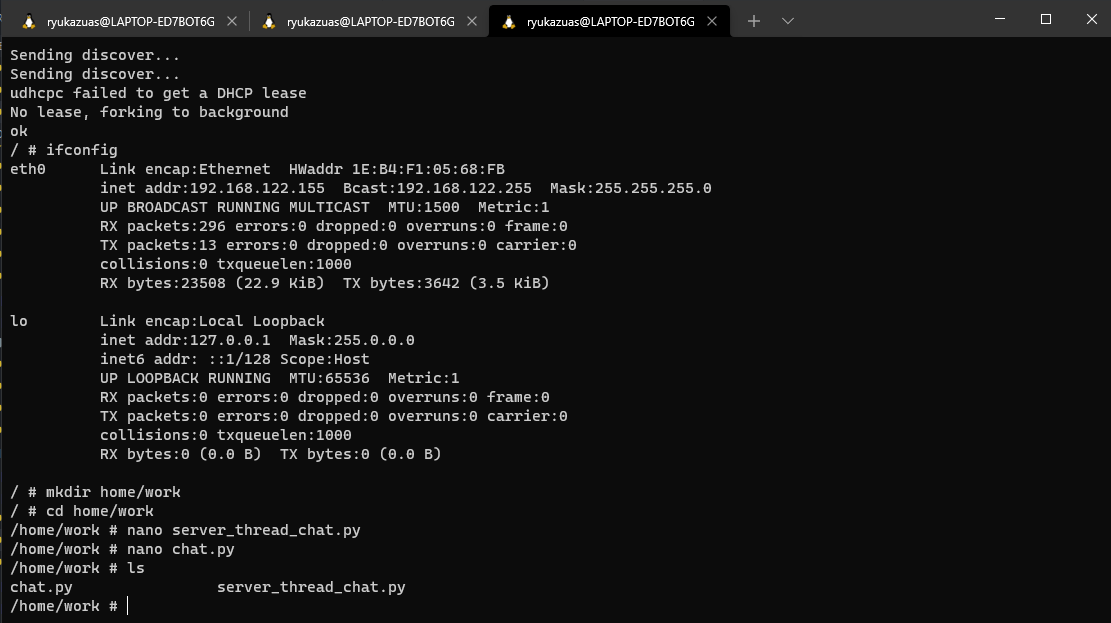 ryukazuas@LAPTOP-ED7BOT6G ryukazuas@LAPTOP-ED7BOT6G ryukazuas@LAPTOP-ED7BOT6G
Sending discover...
Sending discover...
udhcpc failed to get a DHCP lease
No lease, forking to background
ok
/ # ifconfig
eth0      Link encap:Ethernet  HWaddr 1E:B4:F1:05:68:FB
          inet addr:192.168.122.155  Bcast:192.168.122.255  Mask:255.255.255.0
          UP BROADCAST RUNNING MULTICAST  MTU:1500  Metric:1
          RX packets:296 errors:0 dropped:0 overruns:0 frame:0
          TX packets:13 errors:0 dropped:0 overruns:0 carrier:0
          collisions:0 txqueuelen:1000
          RX bytes:23508 (22.9 KiB)  TX bytes:3642 (3.5 KiB)

lo        Link encap:Local Loopback
          inet addr:127.0.0.1  Mask:255.0.0.0
          inet6 addr: ::1/128 Scope:Host
          UP LOOPBACK RUNNING  MTU:65536  Metric:1
          RX packets:0 errors:0 dropped:0 overruns:0 frame:0
          TX packets:0 errors:0 dropped:0 overruns:0 carrier:0
          collisions:0 txqueuelen:1000
          RX bytes:0 (0.0 B)  TX bytes:0 (0.0 B)

/ # mkdir home/work
/ # cd home/work
/home/work # nano server_thread_chat.py
/home/work # nano chat.py
/home/work # ls
chat.py                server_thread_chat.py
/home/work #